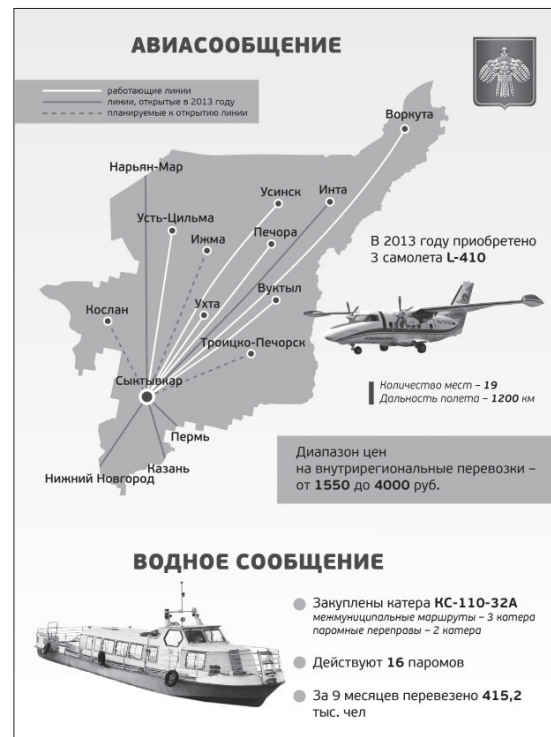 АВИАСООБЩЕНИЕ
работающие линии
линии, открытые в 2013 году
планируемые к открытию линии
Воркута
Нарьян-Мар
Усинск
Инта
Усть-Цильма
Ижма
Печора
В 2013 году приобретено
3 самолета L-410
Вуктыл
Ухта
Кослан
Троицко-Печорск
Сыктывкар
Количество мест – 19
Дальность полета – 1200 км
Пермь
Казань
Нижний Новгород
Диапазон цен
на внутрирегиональные перевозки –
от 1550 до 4000 руб.
ВОДНОЕ СООБЩЕНИЕ
Закуплены катера КС-110-32А
межмуниципальные маршруты – 3 катера
паромные переправы – 2 катера
Действуют 16 паромов
За 9 месяцев перевезено 415,2
тыс. чел